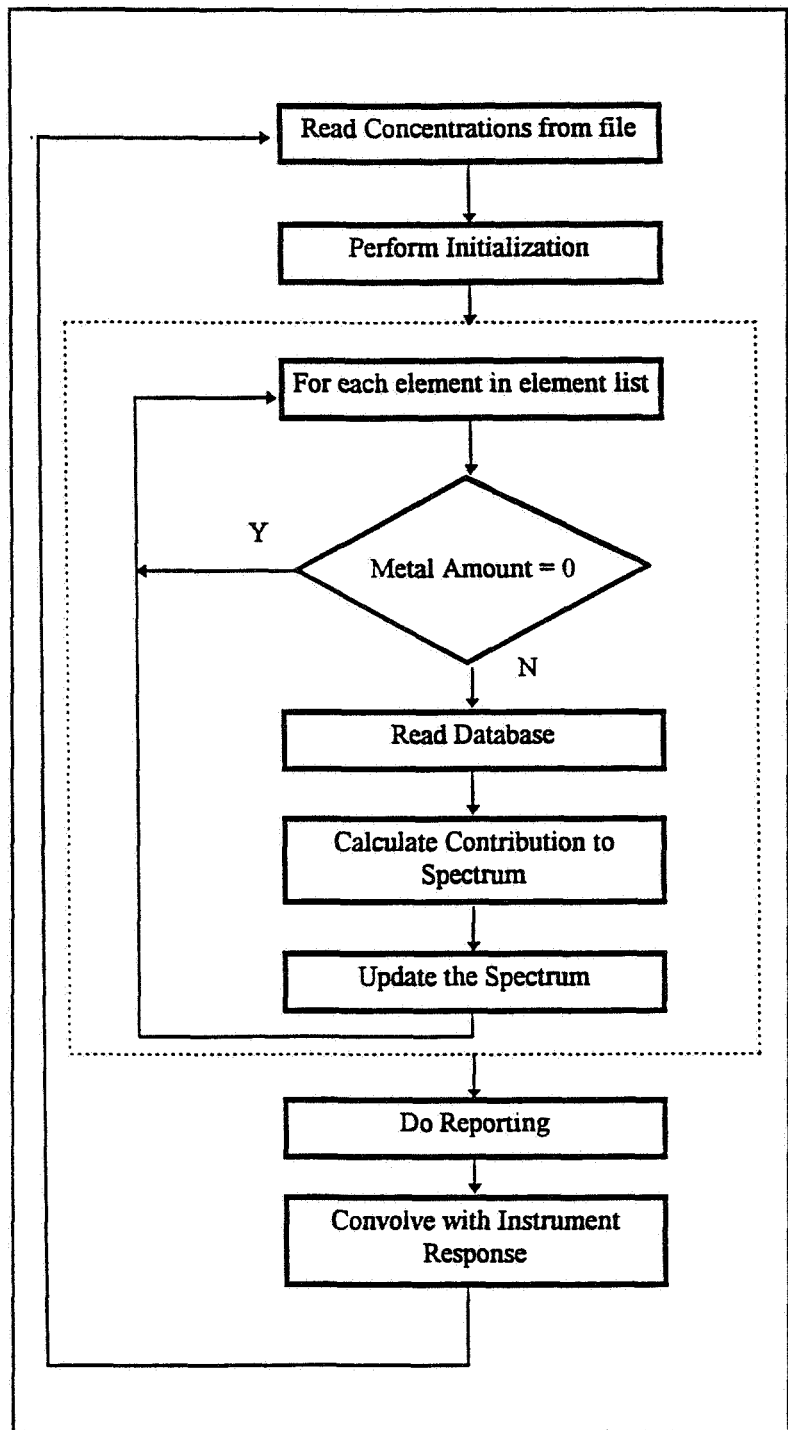 Read Concentrations from file
Perform Initialization
For each element in element list
Y
Metal Amount = 0
N
Read Database
Calculate Contribution to
Spectrum
Update the Spectrum
Do Reporting
Convolve with Instrument
Response